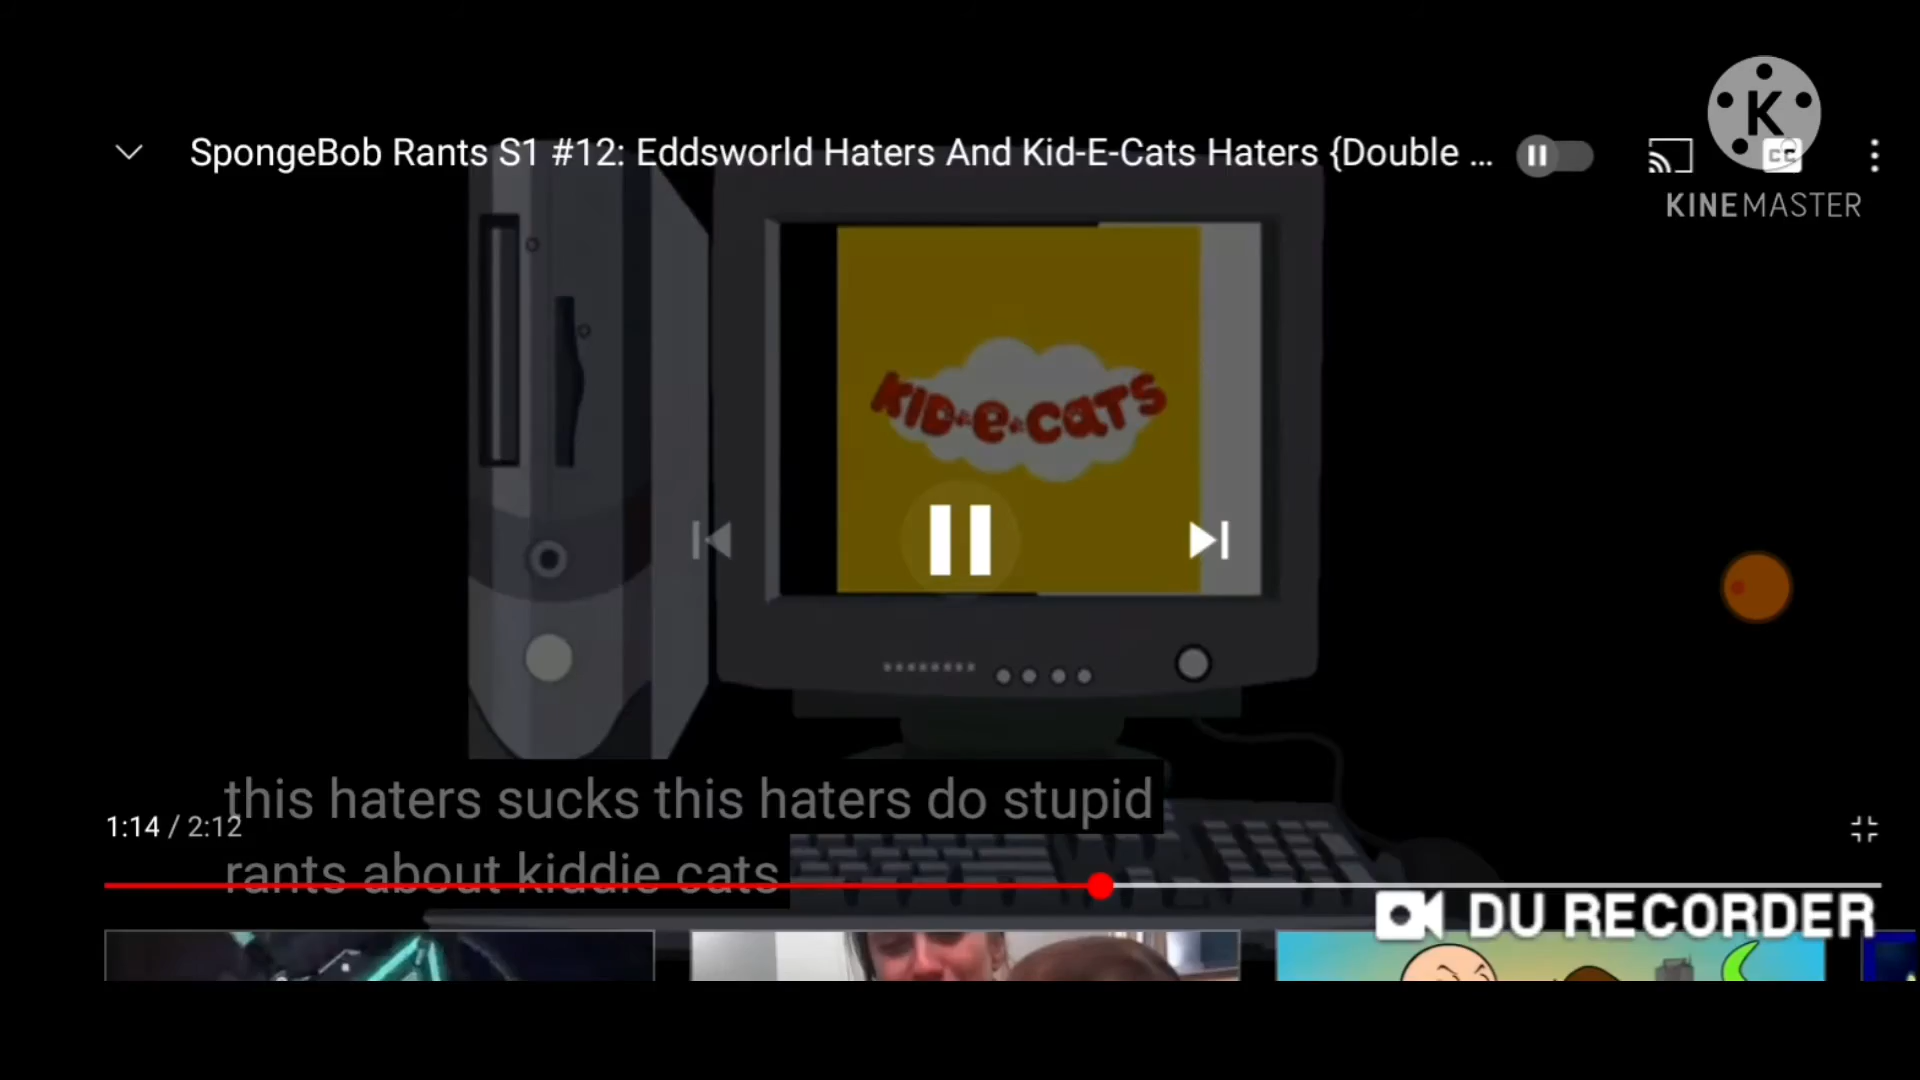 SpongeBob Rants S1 #12: Eddsworld Haters And Kid-E-Cats Haters {Double ...
K
CC
KINEMASTER
KID-E-CATS
this haters sucks this haters do stupid
1:14 / 2:12
rants about kiddie cats
DU RECORDER